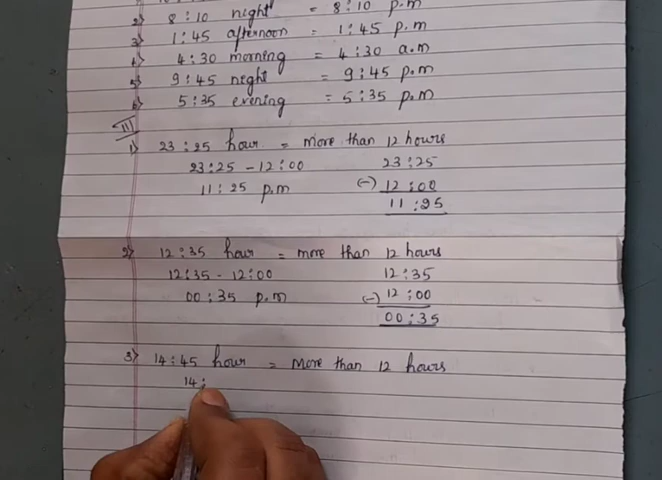 2) 8:10 night = 8:10 p.m
3) 1:45 afternoon = 1:45 p.m
4) 4:30 morning = 4:30 a.m
5) 9:45 night = 9:45 p.m
6) 5:35 evening = 5:35 p.m
III
1) 23:25 hour = more than 12 hours
23:25 - 12:00 23:25
11:25 p.m (-) 12:00
11:25
2) 12:35 hour = more than 12 hours
12:35 - 12:00 12:35
00:35 p.m (-) 12:00
00:35
3) 14:45 hour = more than 12 hours
14: